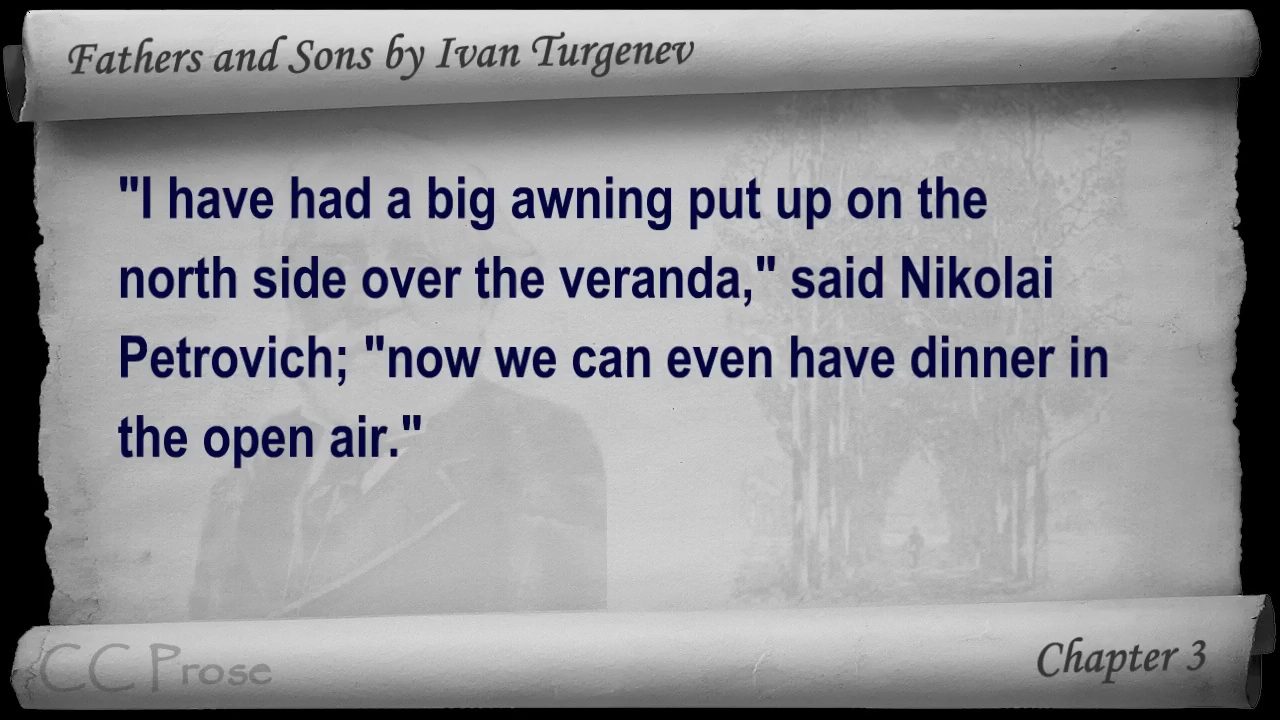 Fathers and Sons by Ivan Turgenev
"I have had a big awning put up on the
north side over the veranda," said Nikolai
Petrovich; "now we can even have dinner in
the open air."
CC Prose
Chapter 3